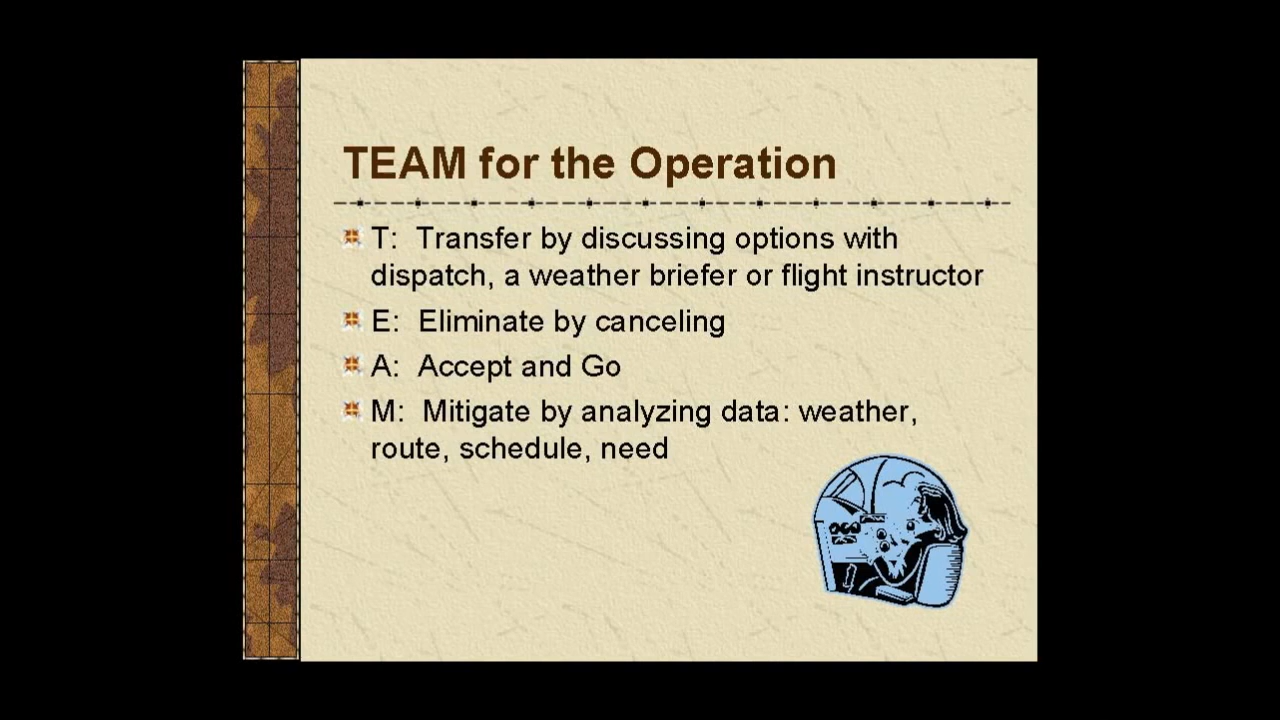 TEAM for the Operation
T: Transfer by discussing options with
dispatch, a weather briefer or flight instructor
E: Eliminate by canceling
A: Accept and Go
M: Mitigate by analyzing data: weather,
route, schedule, need